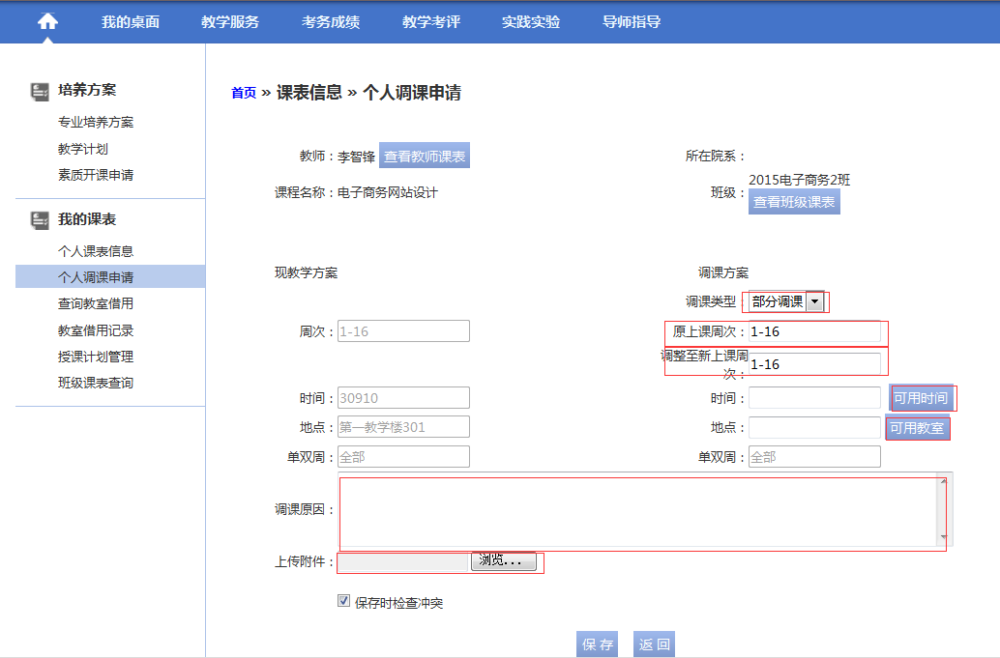 我的桌面 教学服务 考务成绩 教学考评 实践实验 导师指导
培养方案
专业培养方案
教学计划
素质开课申请
我的课表
个人课表信息
个人调课申请
查询教室借用
教室借用记录
授课计划管理
班级课表查询
首页 » 课表信息 » 个人调课申请
教师：李智锋 查看教师课表 所在院系：
课程名称：电子商务网站设计 班级： 2015电子商务2班
查看班级课表
现教学方案 调课方案
调课类型： 部分调课
周次： 1-16 原上课周次： 1-16
调整至新上课周
次： 1-16
时间： 30910 时间： 可用时间
地点： 第一教学楼301 地点： 可用教室
单双周： 全部 单双周： 全部
调课原因：
上传附件： 浏览...
保存时检查冲突
保 存 返 回